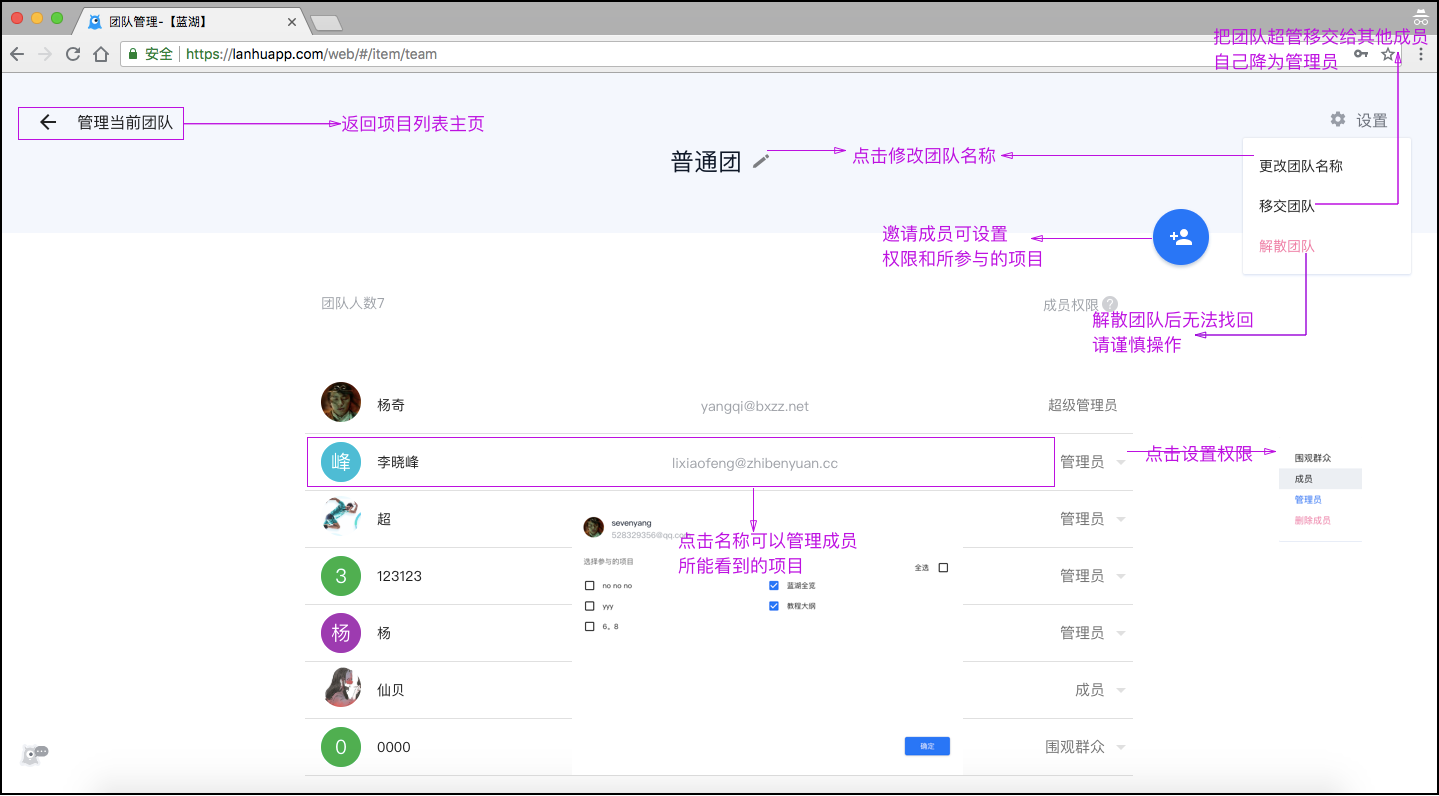 团队管理-【蓝湖】
安全
https://lanhuapp.com/web/#/item/team
把团队超管移交给其他成员
自己降为管理员
管理当前团队
返回项目列表主页
设置
普通团
点击修改团队名称
更改团队名称
移交团队
解散团队
邀请成员可设置
权限和所参与的项目
团队人数7
成员权限 ?
解散团队后无法找回
请谨慎操作
杨奇
yangqi@bxzz.net
超级管理员
峰
李晓峰
lixiaofeng@zhibenyuan.cc
管理员
点击设置权限
围观群众
成员
管理员
删除成员
超
管理员
sevenyang
528329356@qq.com
点击名称可以管理成员
所能看到的项目
选择参与的项目
全选
3
123123
管理员
no no no
蓝湖全览
yyy
教程大纲
6，8
杨
杨
管理员
仙贝
成员
0
0000
围观群众
确定